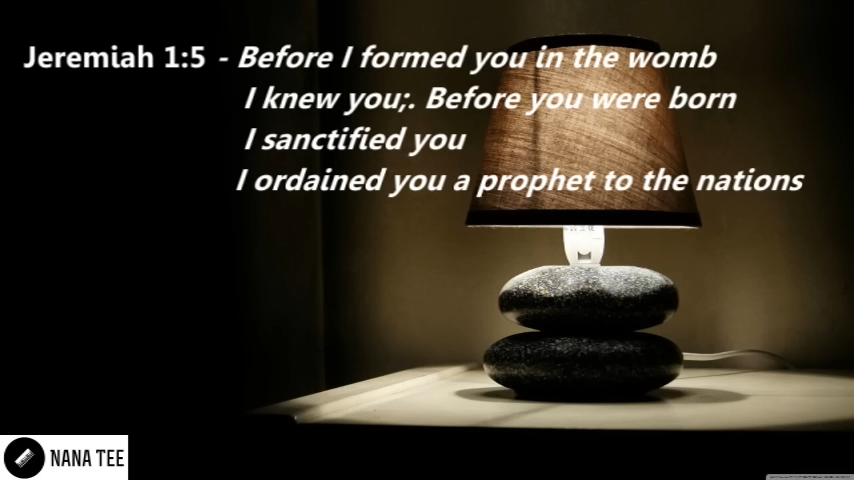 Jeremiah 1:5 - Before I formed you in the womb
I knew you;. Before you were born
I sanctified you
I ordained you a prophet to the nations
NANA TEE